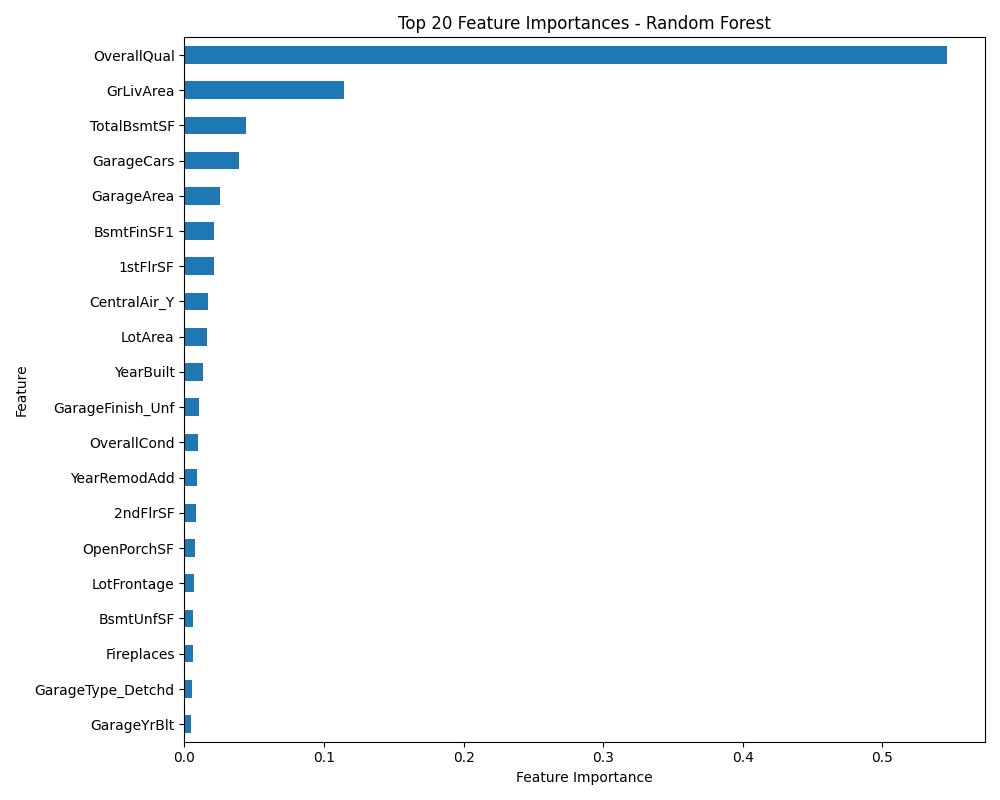 Top 20 Feature Importances - Random Forest
OverallQual
GrLivArea
TotalBsmtSF
GarageCars
GarageArea
BsmtFinSF1
1stFlrSF
CentralAir_Y
LotArea
YearBuilt
GarageFinish_Unf
OverallCond
YearRemodAdd
2ndFlrSF
OpenPorchSF
LotFrontage
BsmtUnfSF
Fireplaces
GarageType_Detchd
GarageYrBlt
Feature
0.0 0.1 0.2 0.3 0.4 0.5
Feature Importance